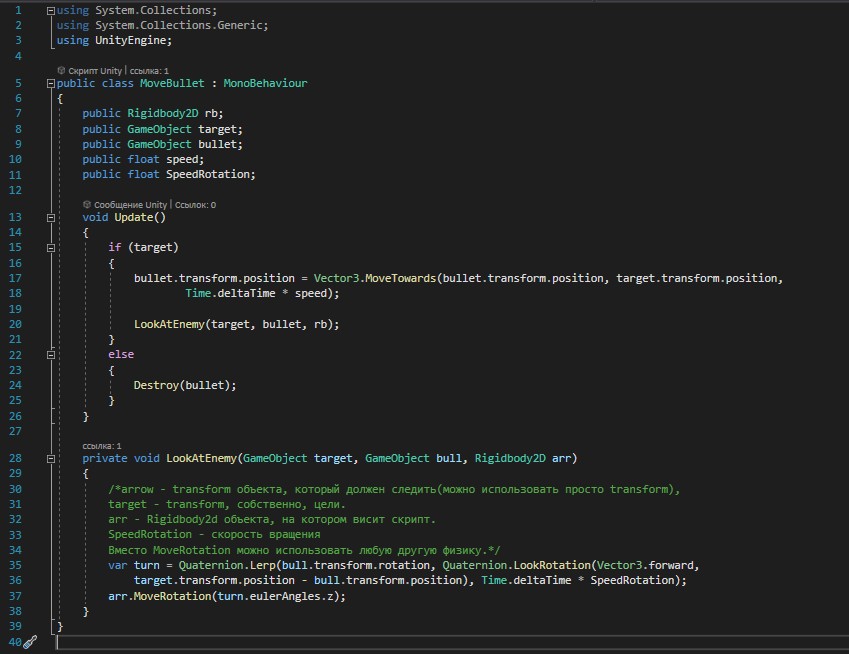 1 using System.Collections;
2 using System.Collections.Generic;
3 using UnityEngine;
4
Скрипт Unity | ссылка: 1
5 public class MoveBullet : MonoBehaviour
6 {
7 public Rigidbody2D rb;
8 public GameObject target;
9 public GameObject bullet;
10 public float speed;
11 public float SpeedRotation;
12
Сообщение Unity | Ссылок: 0
13 void Update()
14 {
15 if (target)
16 {
17 bullet.transform.position = Vector3.MoveTowards(bullet.transform.position, target.transform.position,
18 Time.deltaTime * speed);
19
20 LookAtEnemy(target, bullet, rb);
21 }
22 else
23 {
24 Destroy(bullet);
25 }
26 }
27
ссылка: 1
28 private void LookAtEnemy(GameObject target, GameObject bull, Rigidbody2D arr)
29 {
30 /*arrow - transform объекта, который должен следить(можно использовать просто transform),
31 target - transform, собственно, цели.
32 arr - Rigidbody2d объекта, на котором висит скрипт.
33 SpeedRotation - скорость вращения
34 Вместо MoveRotation можно использовать любую другую физику.*/
35 var turn = Quaternion.Lerp(bull.transform.rotation, Quaternion.LookRotation(Vector3.forward,
36 target.transform.position - bull.transform.position), Time.deltaTime * SpeedRotation);
37 arr.MoveRotation(turn.eulerAngles.z);
38 }
39 }
40